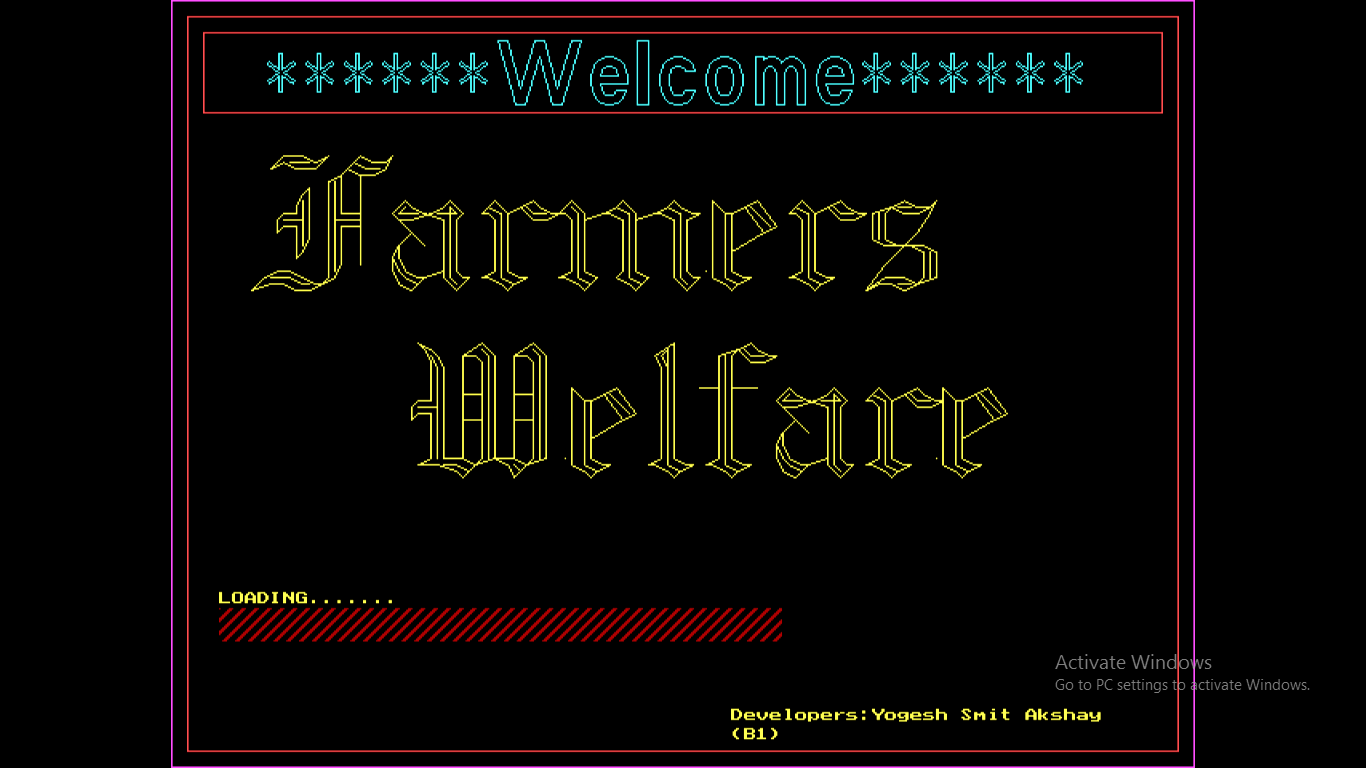 ******Welcome******
Farmers
Welfare
LOADING.......
Activate Windows
Go to PC settings to activate Windows.
Developers:Yogesh Smit Akshay
(B1)